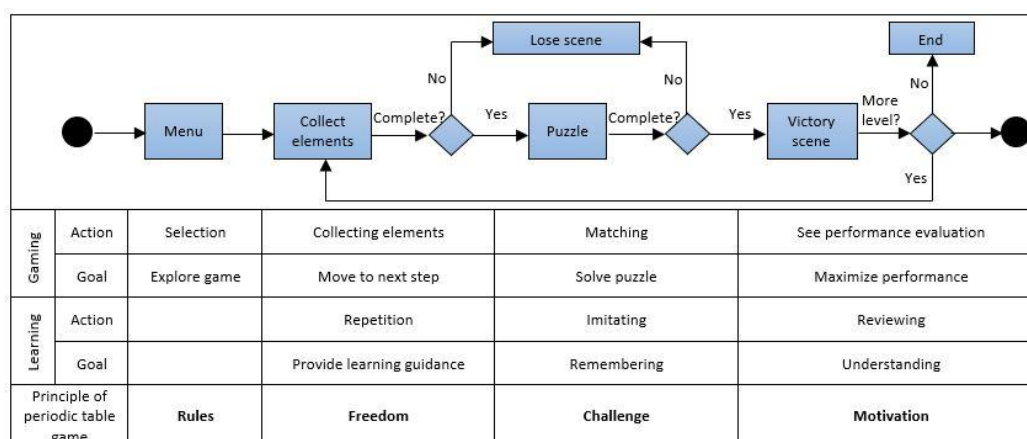 Lose scene
End
No
No
No
More
level?
Menu
Collect
elements
Complete?
Yes
Puzzle
Complete?
Yes
Victory
scene
Yes
Gaming
Action
Selection
Collecting elements
Matching
See performance evaluation
Goal
Explore game
Move to next step
Solve puzzle
Maximize performance
Learning
Action
Repetition
Imitating
Reviewing
Goal
Provide learning guidance
Remembering
Understanding
Principle of
periodic table
game
Rules
Freedom
Challenge
Motivation